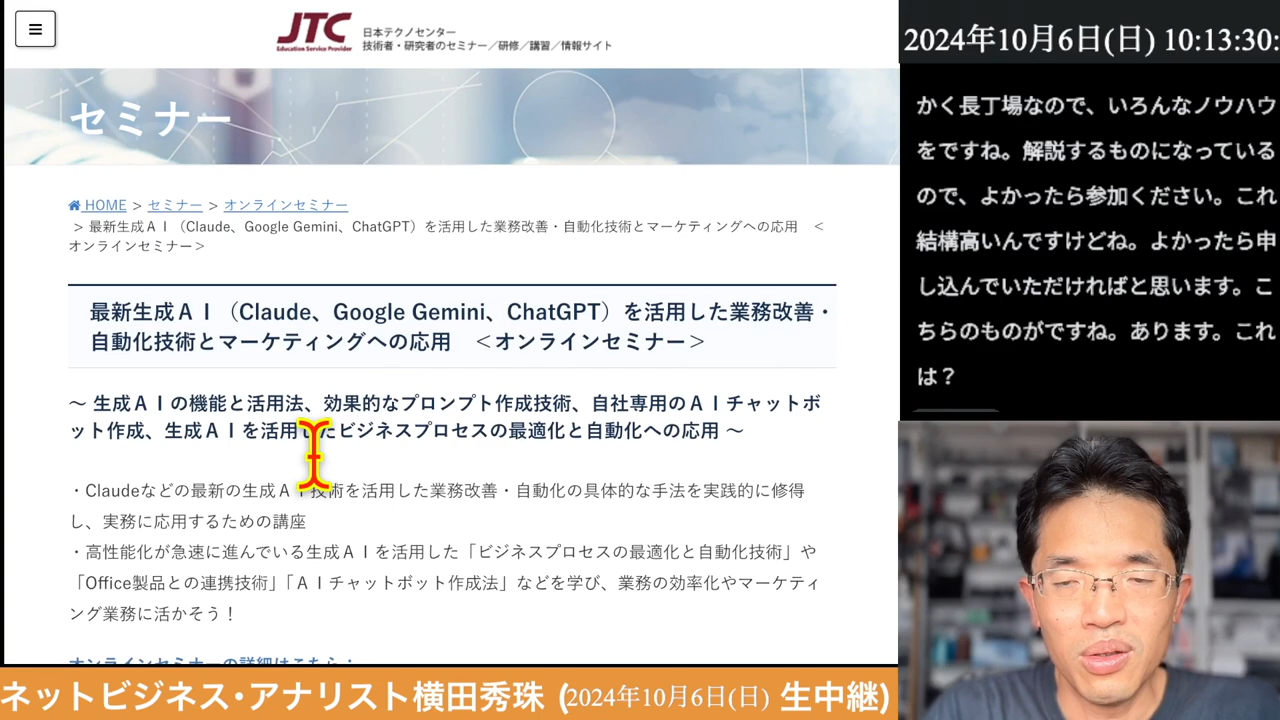 JTC
Education Service Provider
日本テクノセンター
技術者・研究者のセミナー／研修／講習／情報サイト
セミナー
HOME > セミナー > オンラインセミナー
> 最新生成ＡＩ（Claude、Google Gemini、ChatGPT）を活用した業務改善・自動化技術とマーケティングへの応用　＜
オンラインセミナー＞
最新生成ＡＩ（Claude、Google Gemini、ChatGPT）を活用した業務改善・
自動化技術とマーケティングへの応用　＜オンラインセミナー＞
～ 生成ＡＩの機能と活用法、効果的なプロンプト作成技術、自社専用のＡＩチャットボ
ット作成、生成ＡＩを活用したビジネスプロセスの最適化と自動化への応用 ～
・Claudeなどの最新の生成ＡＩ技術を活用した業務改善・自動化の具体的な手法を実践的に修得
し、実務に応用するための講座
・高性能化が急速に進んでいる生成ＡＩを活用した「ビジネスプロセスの最適化と自動化技術」や
「Office製品との連携技術」「ＡＩチャットボット作成法」などを学び、業務の効率化やマーケティ
ング業務に活かそう！
オンラインセミナーの詳細はこちら：
2024年10月6日(日) 10:13:30:
かく長丁場なので、いろんなノウハウ
をですね。解説するものになっている
ので、よかったら参加ください。これ
結構高いんですけどね。よかったら申
し込んでいただければと思います。こ
ちらのものがですね。あります。これ
は？
ネットビジネス・アナリスト横田秀珠 (2024年10月6日(日) 生中継)